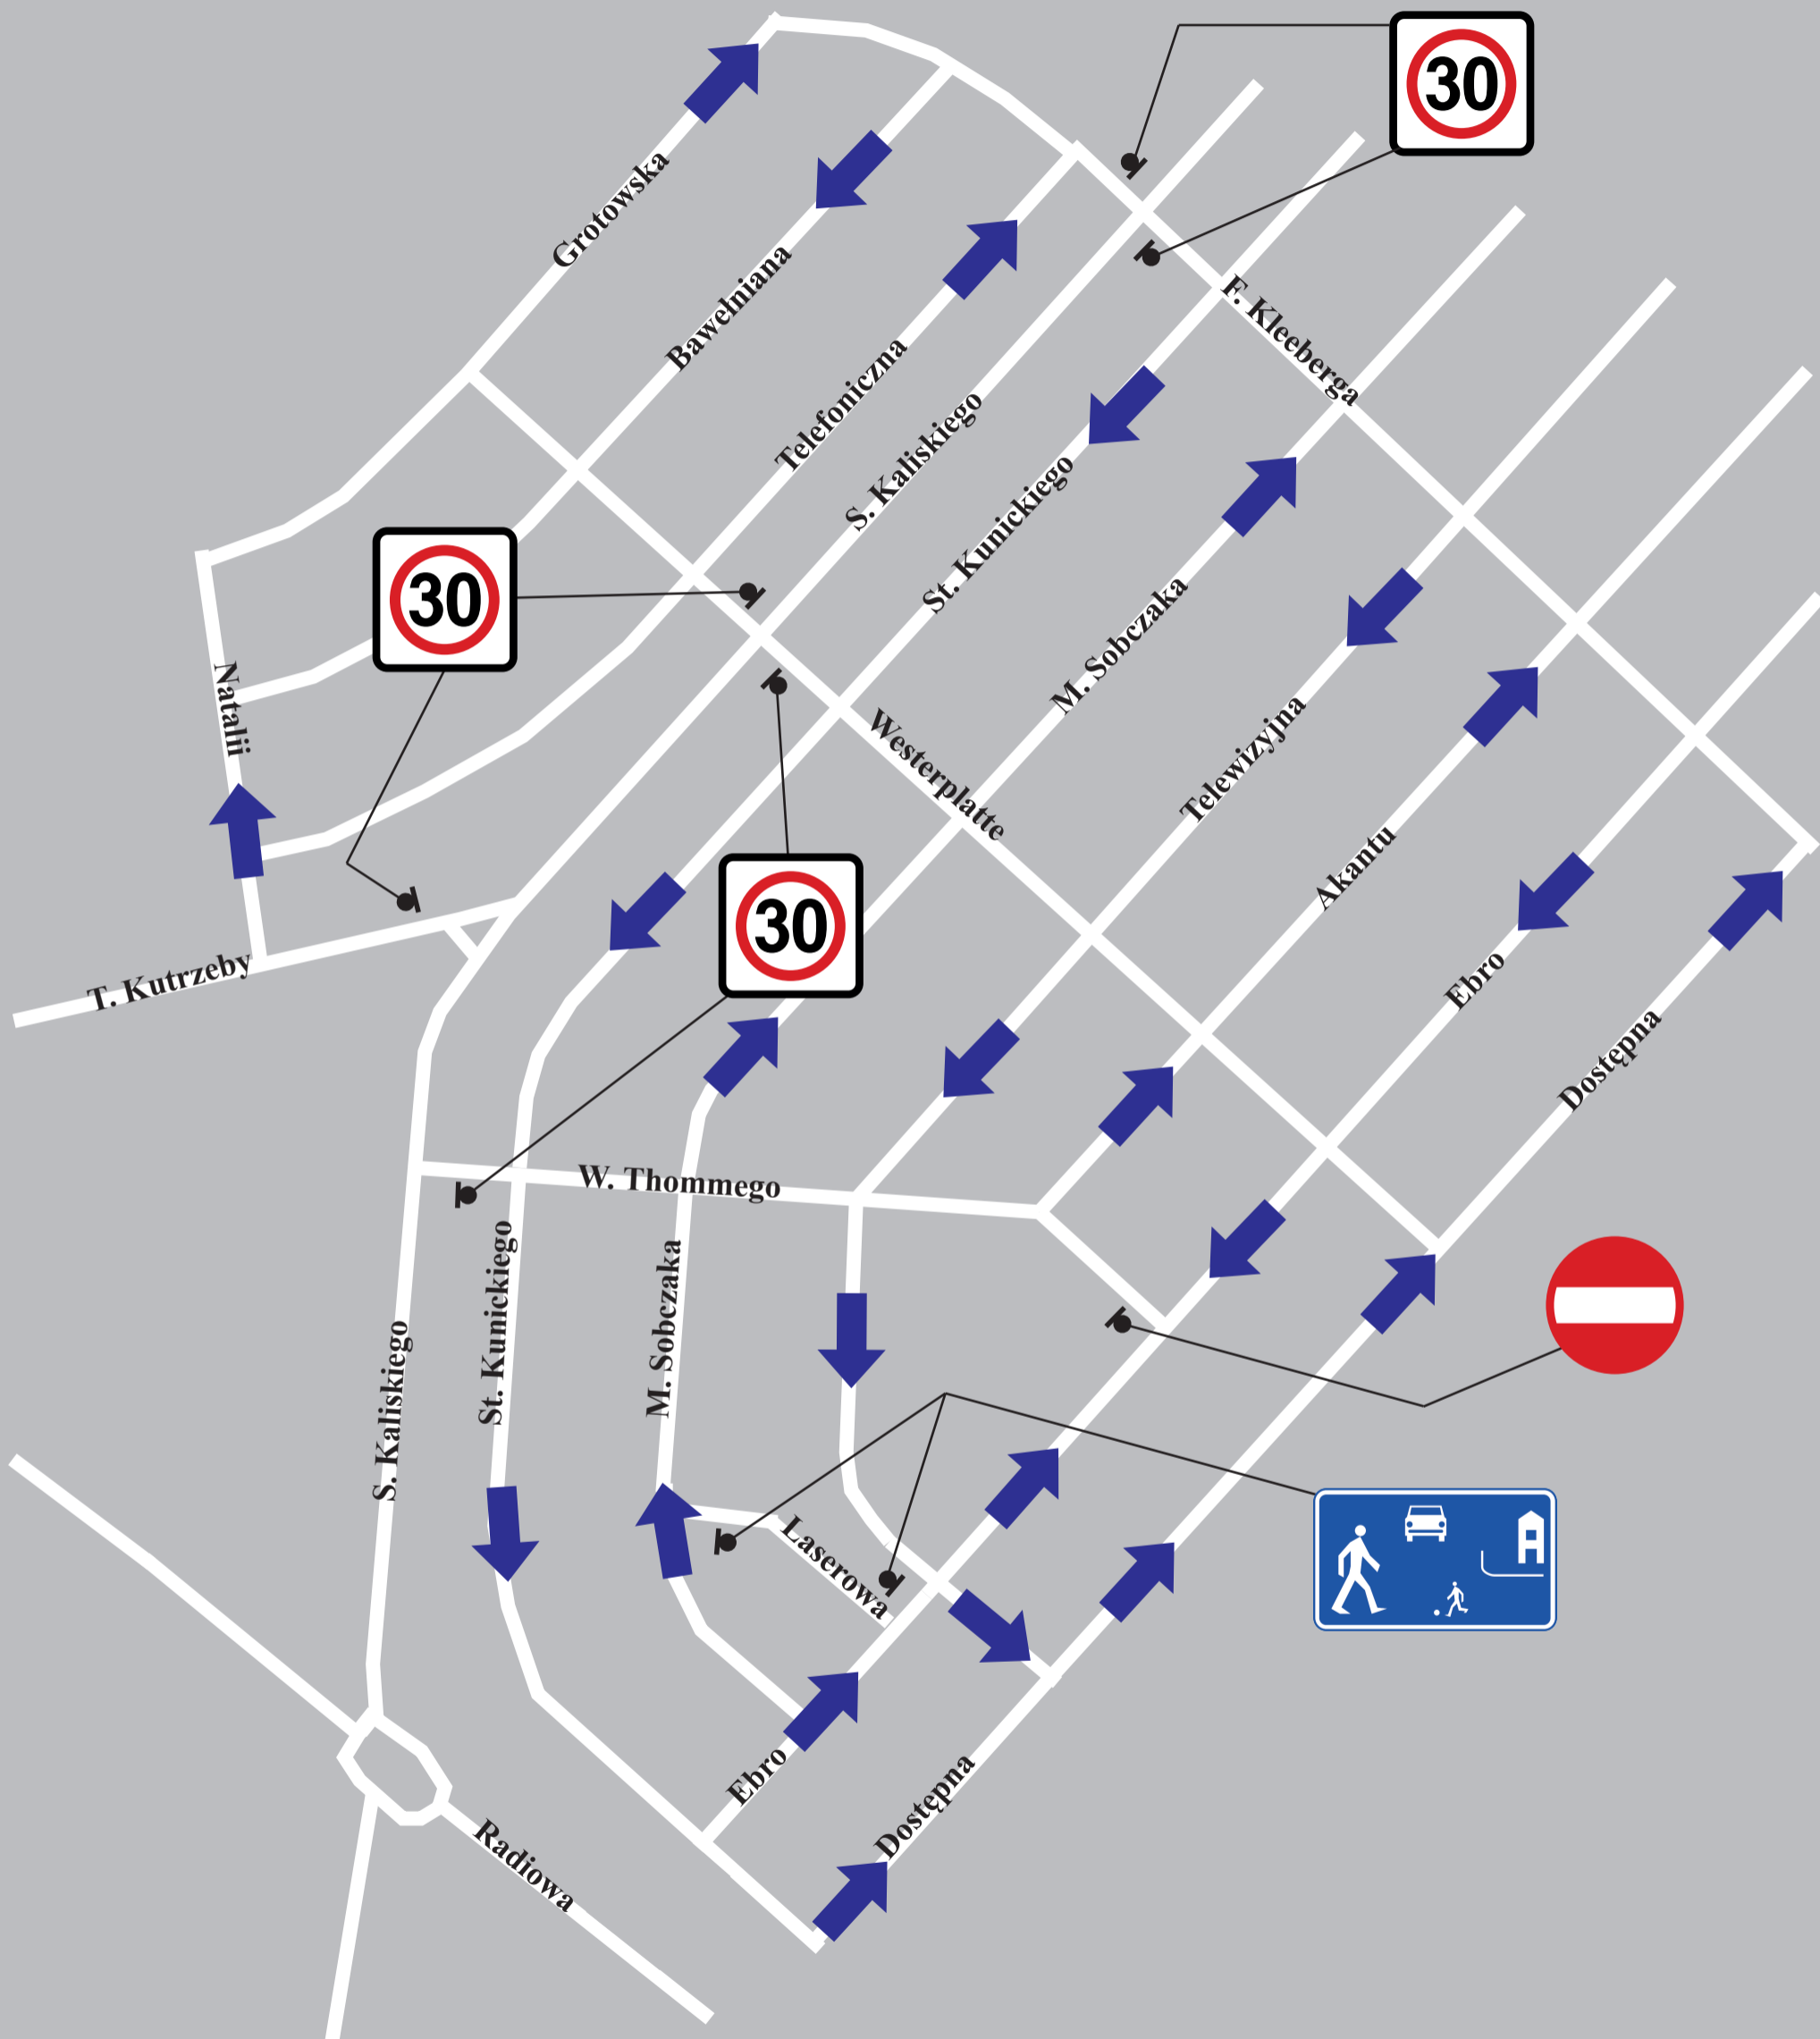 30
Grotowska
Bawełniana
F. Kleeberga
Telefoniczna
S. Kaliskiego
St. Kunickiego
30
M. Sobczaka
Natalii
Telewizyjna
Westerplatte
Akantu
30
T. Kutrzeby
Ebro
Dostępna
W. Thommego
St. Kunickiego
M. Sobczaka
S. Kaliskiego
Laserowa
Ebro
Dostępna
Radiowa